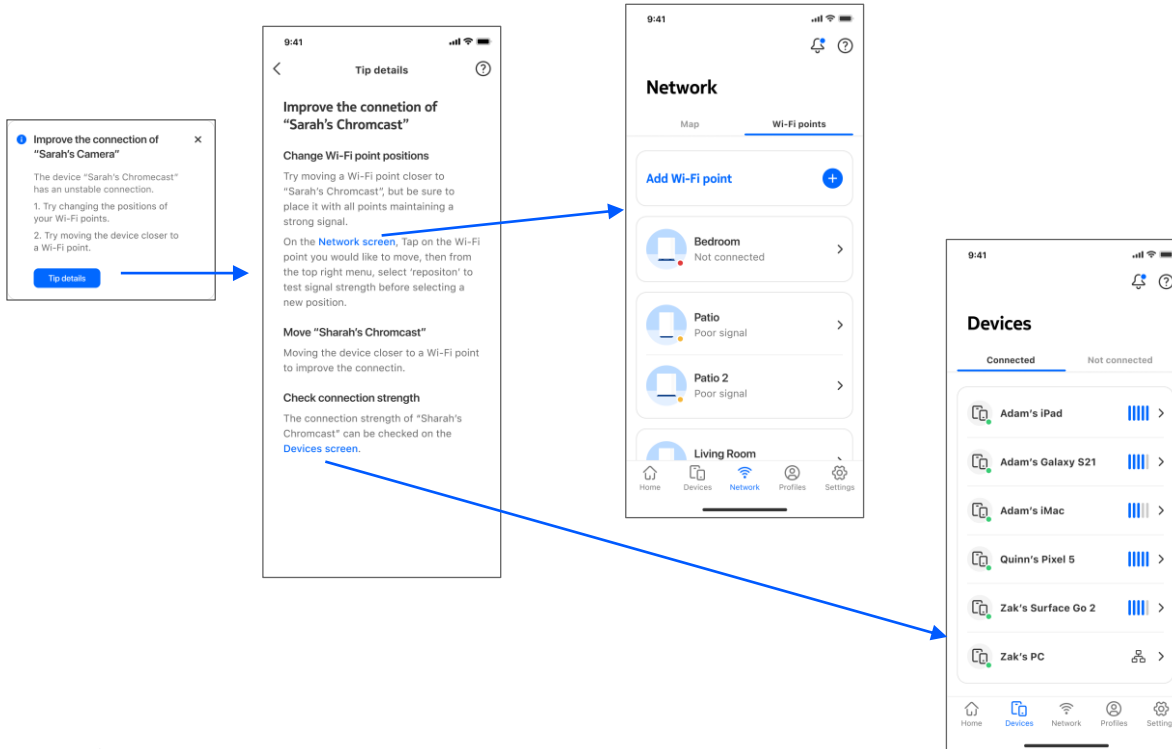 Improve the connection of
“Sarah’s Camera”
The device “Sarah’s Chromecast”
has an unstable connection.
1. Try changing the positions of
your Wi-Fi points.
2. Try moving the device closer to
a Wi-Fi point.
Tip details
9:41
Tip details
Improve the connetion of
“Sarah’s Chromcast”
Change Wi-Fi point positions
Try moving a Wi-Fi point closer to
“Sarah’s Chromcast”, but be sure to
place it with all points maintaining a
strong signal.
On the Network screen, Tap on the Wi-Fi
point you would like to move, then from
the top right menu, select ‘repositon’ to
test signal strength before selecting a
new position.
Move “Sharah’s Chromcast”
Moving the device closer to a Wi-Fi point
to improve the connectin.
Check connection strength
The connection strength of “Sharah’s
Chromcast” can be checked on the
Devices screen.
9:41
Network
Map
Wi-Fi points
Add Wi-Fi point
Bedroom
Not connected
Patio
Poor signal
Patio 2
Poor signal
Living Room
Home
Devices
Network
Profiles
Settings
9:41
Devices
Connected
Not connected
Adam’s iPad
Adam’s Galaxy S21
Adam’s iMac
Quinn’s Pixel 5
Zak’s Surface Go 2
Zak’s PC
Home
Devices
Network
Profiles
Setting